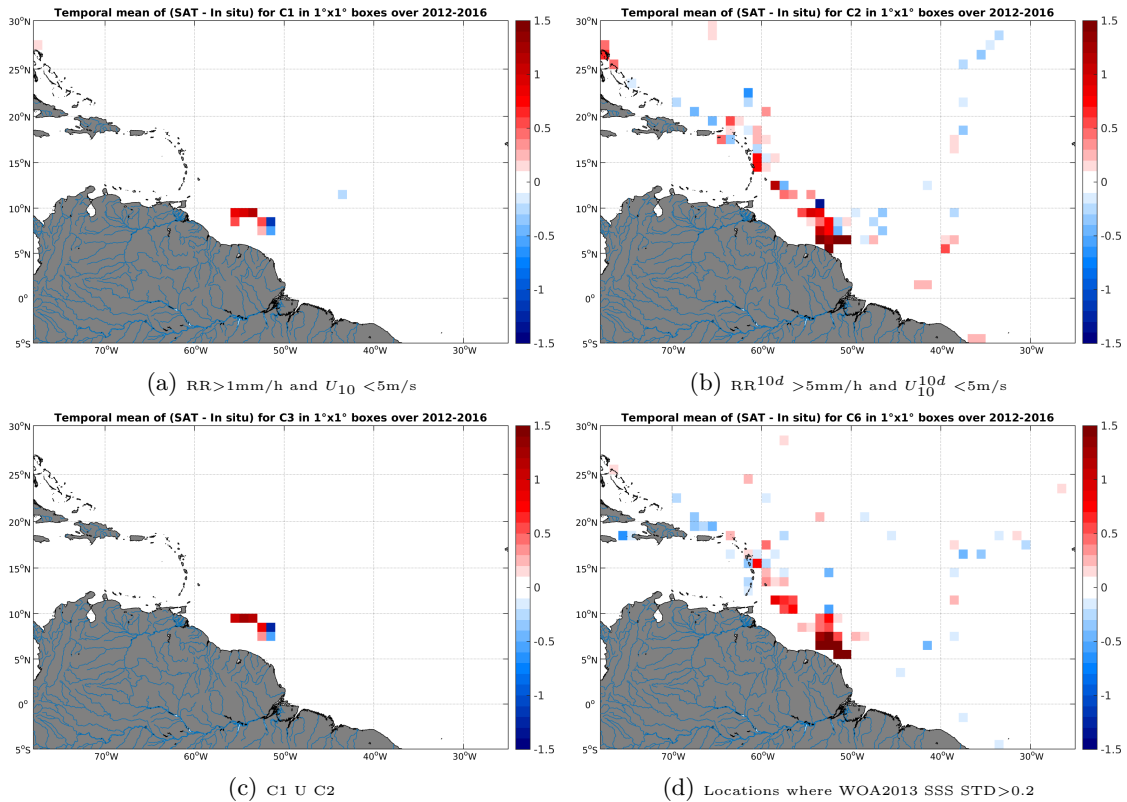 Temporal mean of (SAT - In situ) for C1 in 1°x1° boxes over 2012-2016
30°N
25°N
20°N
15°N
10°N
5°N
0°
5°S
70°W
60°W
50°W
40°W
30°W
1.5
1
0.5
0
-0.5
-1
-1.5
(a) RR>1mm/h and U10 <5m/s
Temporal mean of (SAT - In situ) for C2 in 1°x1° boxes over 2012-2016
30°N
25°N
20°N
15°N
10°N
5°N
0°
5°S
70°W
60°W
50°W
40°W
30°W
1.5
1
0.5
0
-0.5
-1
-1.5
(b) RR^10d >5mm/h and U10^10d <5m/s
Temporal mean of (SAT - In situ) for C3 in 1°x1° boxes over 2012-2016
30°N
25°N
20°N
15°N
10°N
5°N
0°
5°S
70°W
60°W
50°W
40°W
30°W
1.5
1
0.5
0
-0.5
-1
-1.5
(c) C1 U C2
Temporal mean of (SAT - In situ) for C6 in 1°x1° boxes over 2012-2016
30°N
25°N
20°N
15°N
10°N
5°N
0°
5°S
70°W
60°W
50°W
40°W
30°W
1.5
1
0.5
0
-0.5
-1
-1.5
(d) Locations where WOA2013 SSS STD>0.2